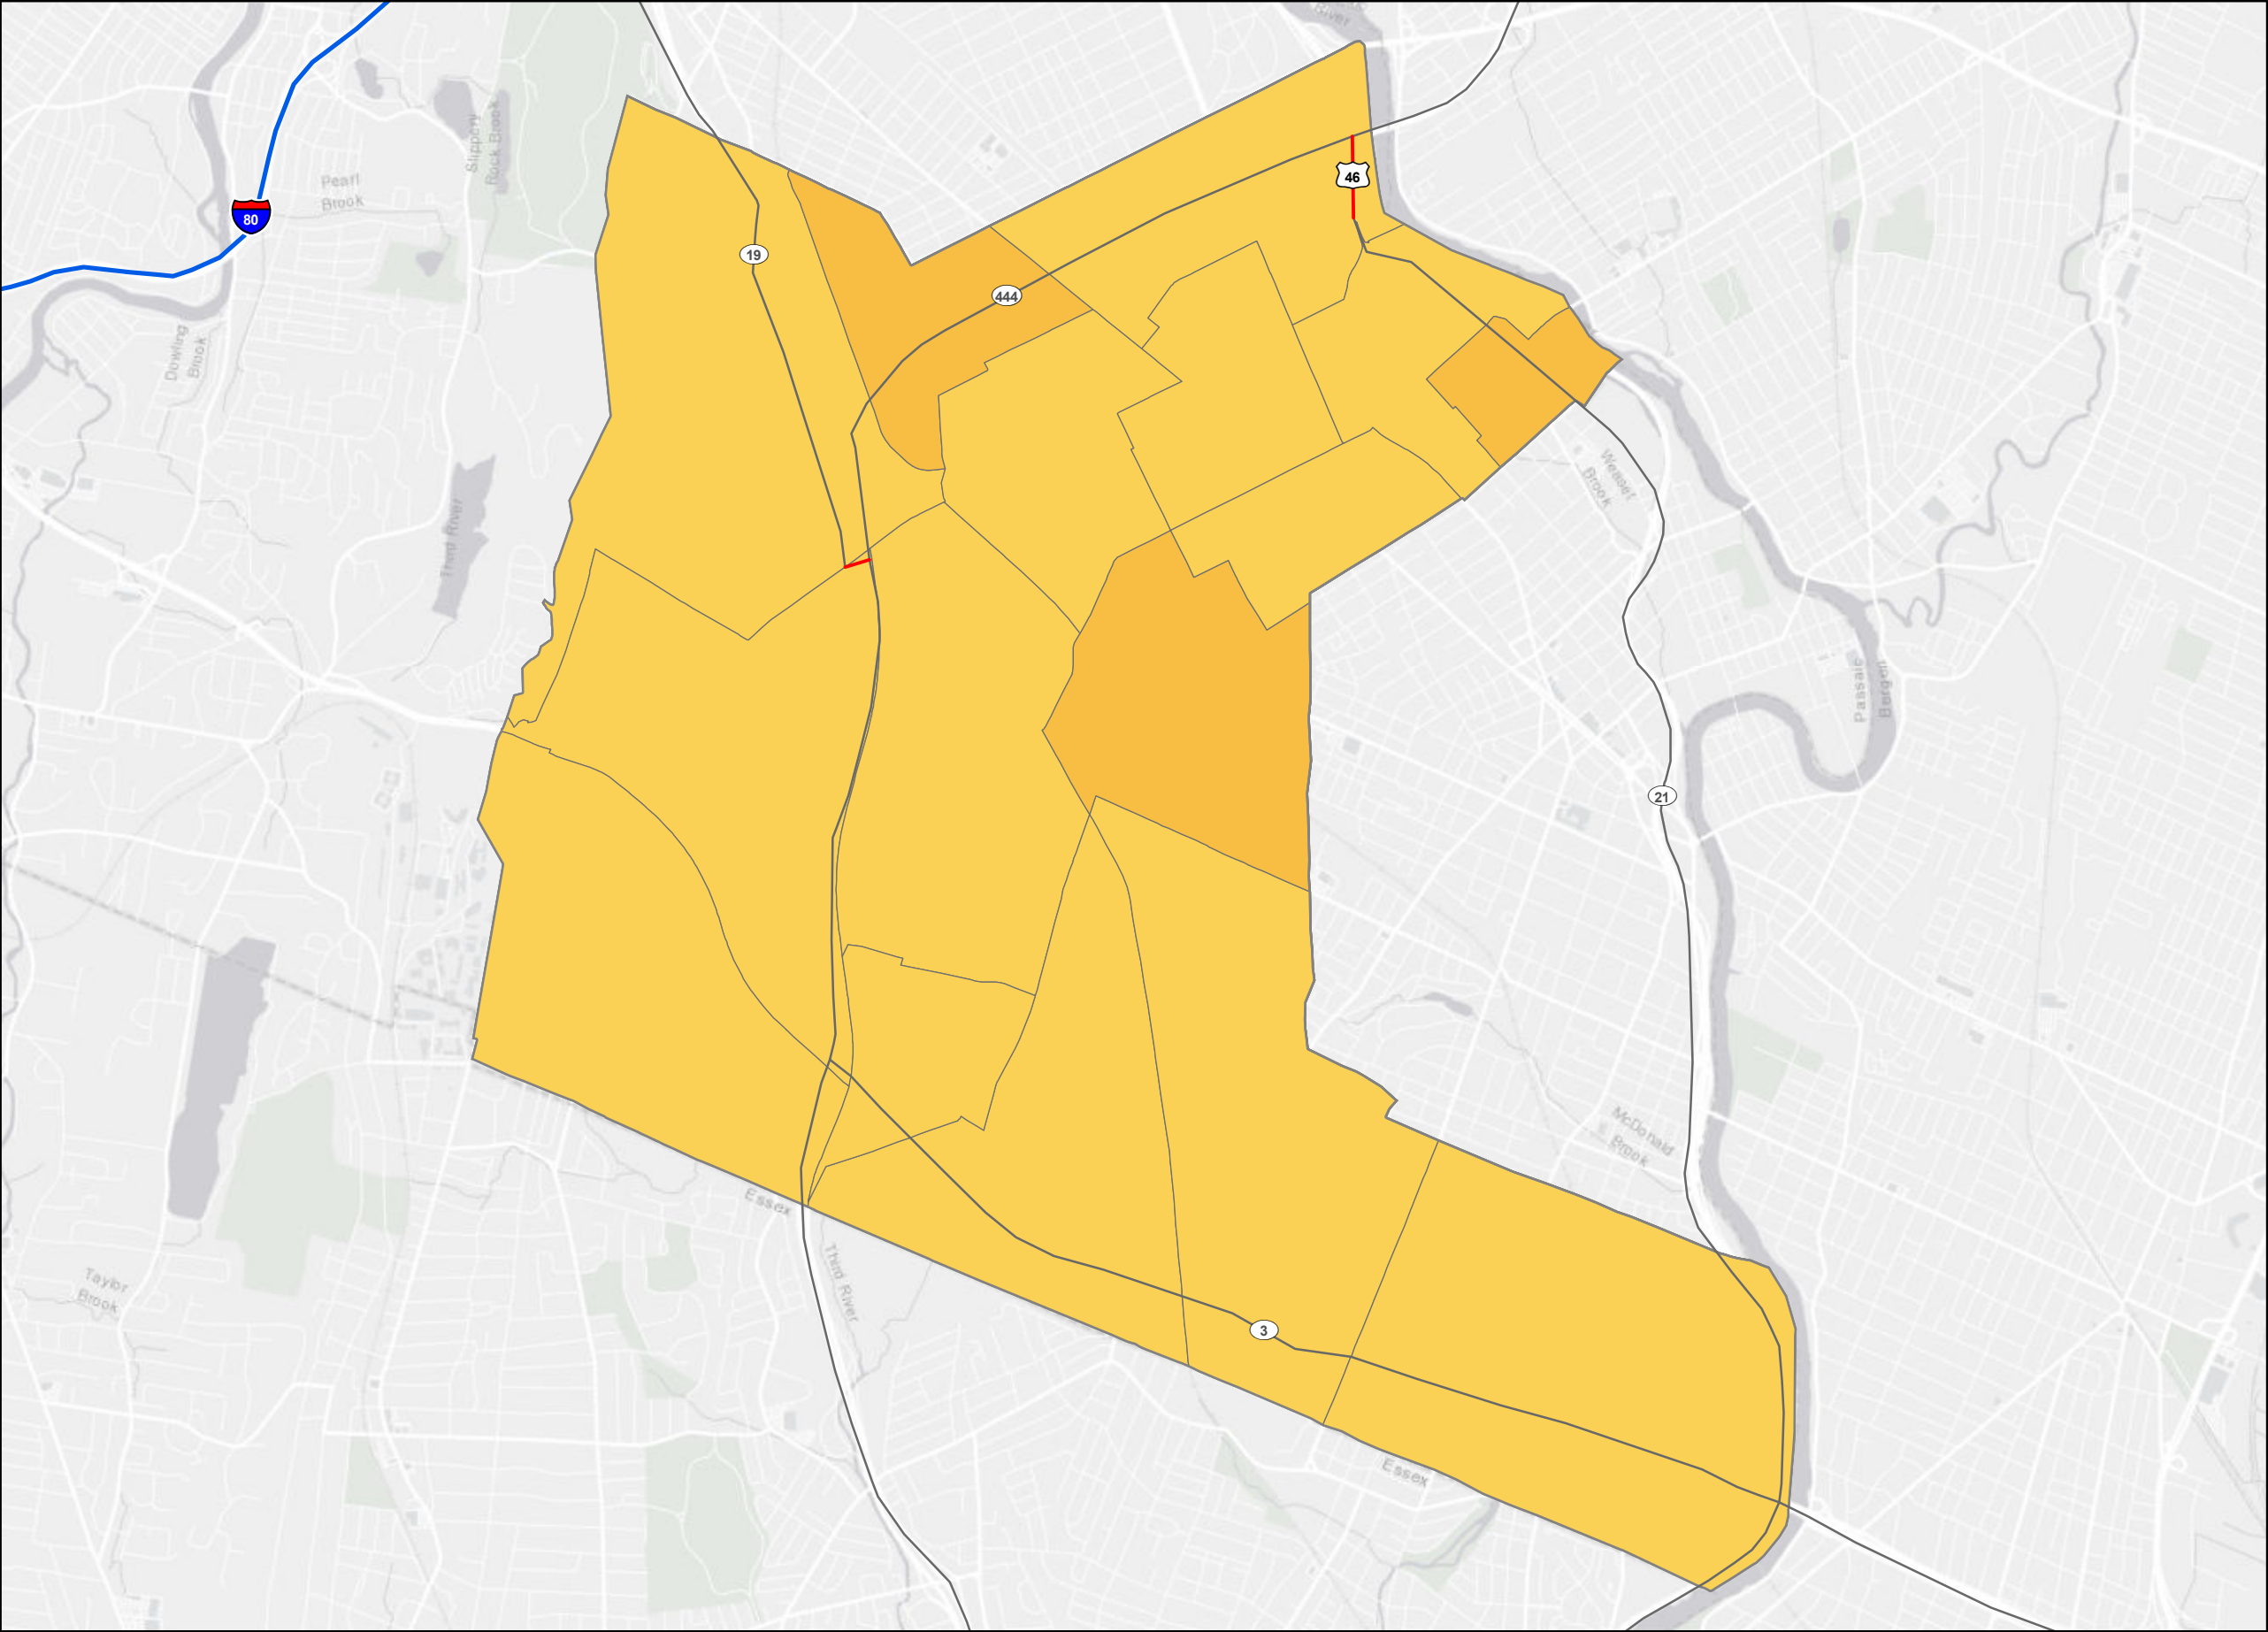 River
Slippery
Rock Brook
Pearl
Brook
46
80
19
444
Dowling
Brook
Weasel
Brook
Third River
Passaic
Bergen
21
McDonald
Brook
Essex
Third River
Taylor
Brook
3
Essex